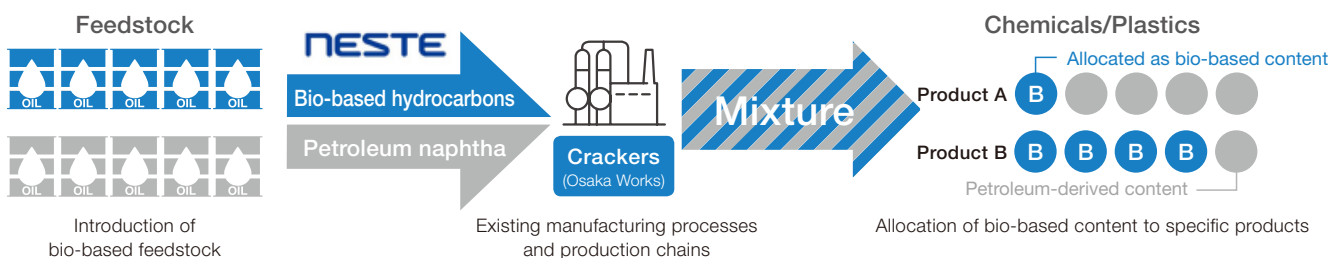 Feedstock
OIL OIL OIL OIL OIL
OIL OIL OIL OIL OIL
Introduction of
bio-based feedstock
NESTE
Bio-based hydrocarbons
Petroleum naphtha
Crackers
(Osaka Works)
Existing manufacturing processes
and production chains
Mixture
Chemicals/Plastics
Allocated as bio-based content
Product A B
Product B B B B B
Petroleum-derived content
Allocation of bio-based content to specific products